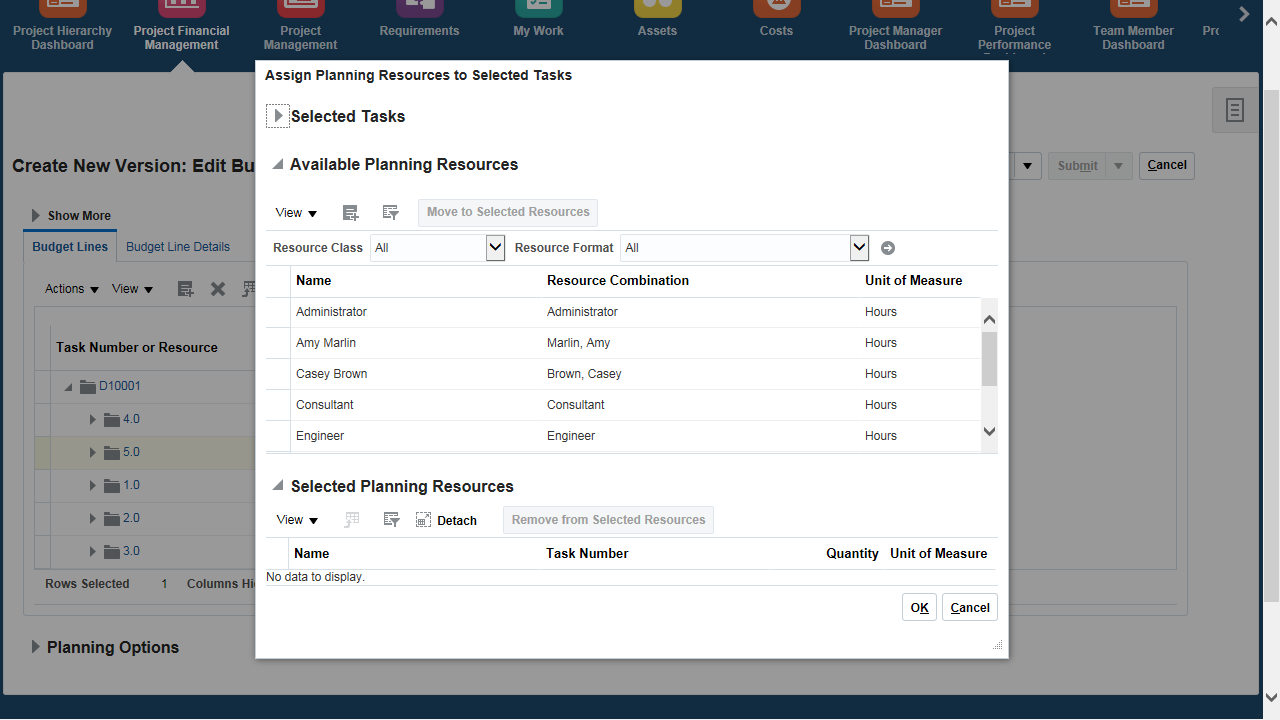 Project Hierarchy
Dashboard
Project Financial
Management
Project
Management
Requirements
My Work
Assets
Costs
Project Manager
Dashboard
Project
Performance
Team Member
Dashboard
Assign Planning Resources to Selected Tasks
Selected Tasks
Available Planning Resources
Create New Version: Edit Bu
Submit
Cancel
Show More
View
Move to Selected Resources
Budget Lines
Budget Line Details
Resource Class
All
Resource Format
All
Actions
View
Name
Resource Combination
Unit of Measure
Administrator
Administrator
Hours
Amy Marlin
Marlin, Amy
Hours
Casey Brown
Brown, Casey
Hours
Consultant
Consultant
Hours
Engineer
Engineer
Hours
Task Number or Resource
D10001
4.0
5.0
1.0
2.0
3.0
Selected Planning Resources
View
Detach
Remove from Selected Resources
Name
Task Number
Quantity
Unit of Measure
No data to display.
Rows Selected 1 Columns Hi
OK
Cancel
Planning Options